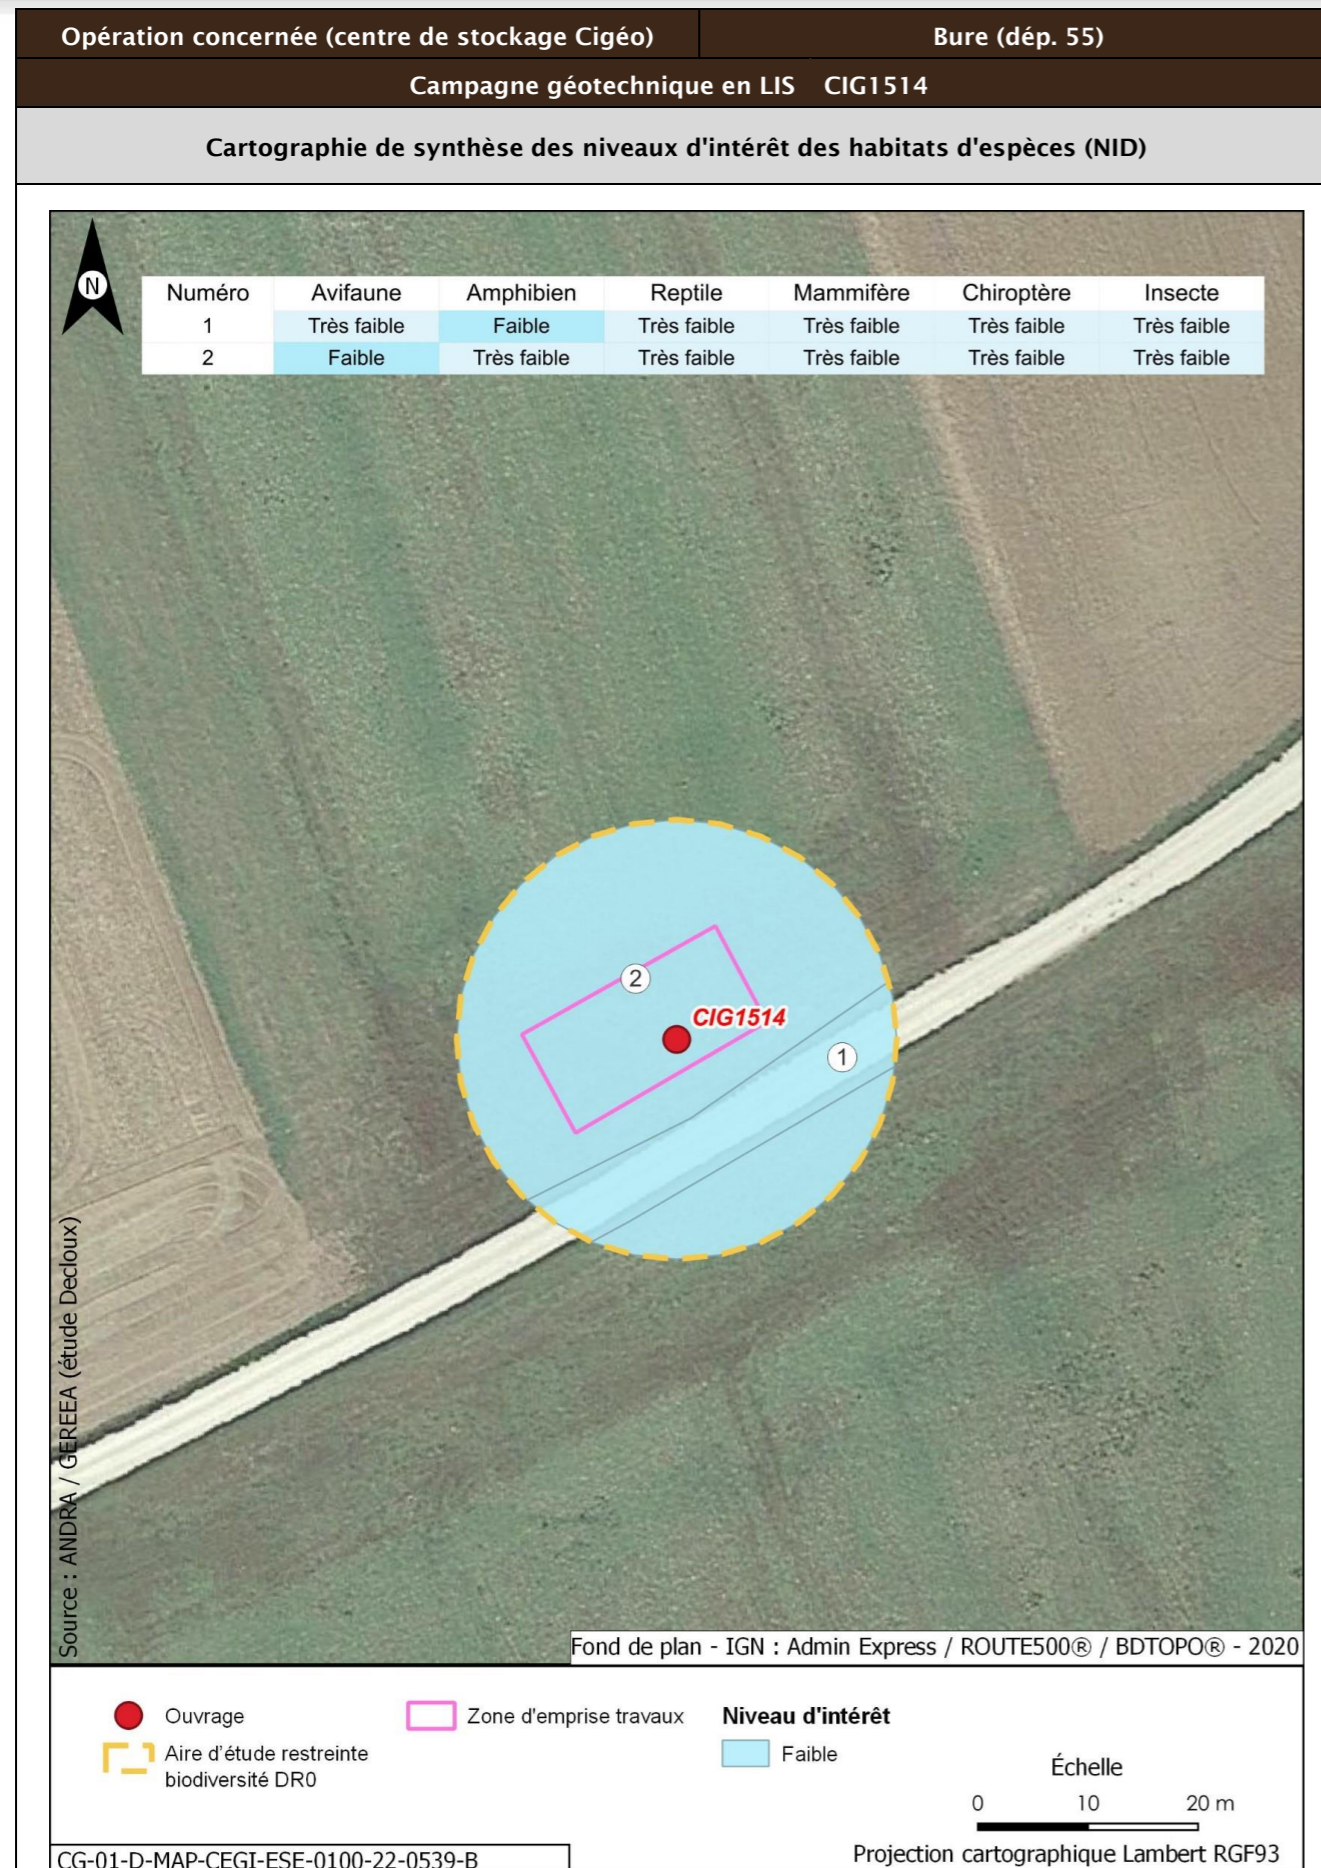 Opération concernée (centre de stockage Cigéo) Bure (dép. 55)
Campagne géotechnique en LIS CIG1514
Cartographie de synthèse des niveaux d'intérêt des habitats d'espèces (NID)
N
Numéro Avifaune Amphibien Reptile Mammifère Chiroptère Insecte
1 Très faible Faible Très faible Très faible Très faible Très faible
2 Faible Très faible Très faible Très faible Très faible Très faible
2
CIG1514
1
Source : ANDRA / GEREEA (étude Decloux)
Fond de plan - IGN : Admin Express / ROUTE500® / BDTOPO® - 2020
Ouvrage
Aire d'étude restreinte
biodiversité DR0
Zone d'emprise travaux
Niveau d'intérêt
Faible
Échelle
0 10 20 m
Projection cartographique Lambert RGF93
CG-01-D-MAP-CEGI-ESE-0100-22-0539-B